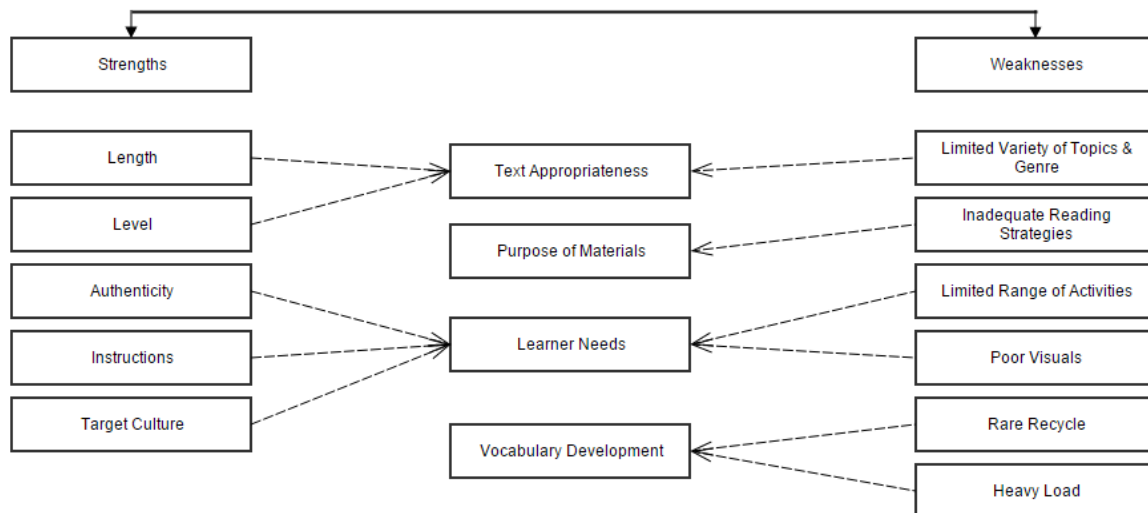 Strengths
Weaknesses
Length
Level
Authenticity
Instructions
Target Culture
Text Appropriateness
Purpose of Materials
Learner Needs
Vocabulary Development
Limited Variety of Topics &
Genre
Inadequate Reading
Strategies
Limited Range of Activities
Poor Visuals
Rare Recycle
Heavy Load